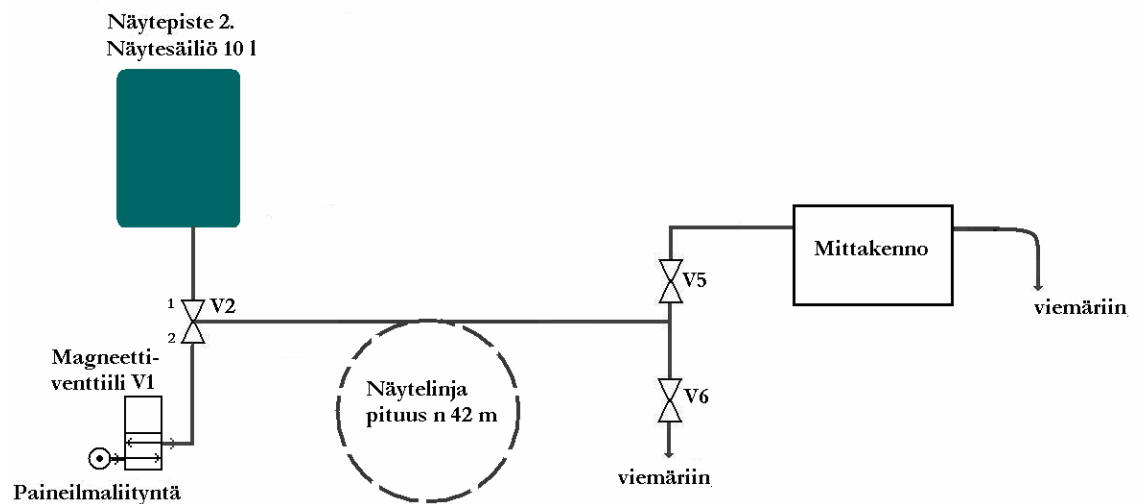 Näytepiste 2.
Näytesäiliö 10 l
1
V2
2
Magneetti-
venttiili V1
Paineilmaliityntä
Näytelinja
pituus n 42 m
V5
V6
viemäriin
Mittakenno
viemäriin